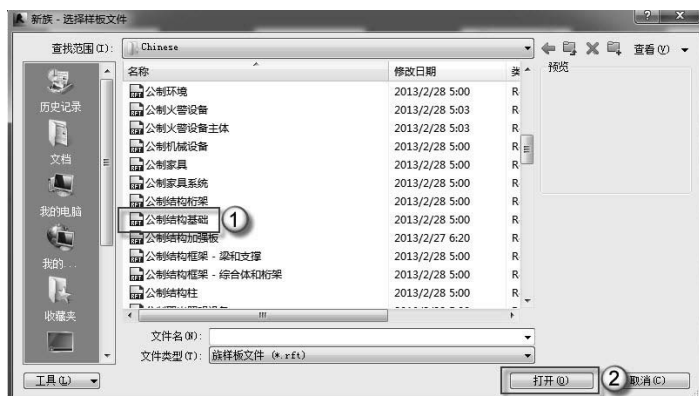 新族 - 选择样板文件
查找范围(I):
Chinese
查看(V)
历史记录
文档
我的电脑
我的...
收藏夹
名称 修改日期 类
公制环境 2013/2/28 5:00 R
公制火警设备 2013/2/28 5:03 R
公制火警设备主体 2013/2/28 5:03 R
公制机械设备 2013/2/28 5:00 R
公制家具 2013/2/28 5:00 R
公制家具系统 2013/2/28 5:00 R
公制结构桁架 2013/2/28 5:00 R
公制结构基础 1 2013/2/28 5:00 R
公制结构加强板 2013/2/27 6:20 R
公制结构框架 - 梁和支撑 2013/2/28 5:00 R
公制结构框架 - 综合体和桁架 2013/2/28 5:00 R
公制结构柱 2013/2/28 5:00 R
预览
文件名(N):
文件类型(T): 族样板文件 (*.rft)
工具(L)
打开(O) 2 取消(C)